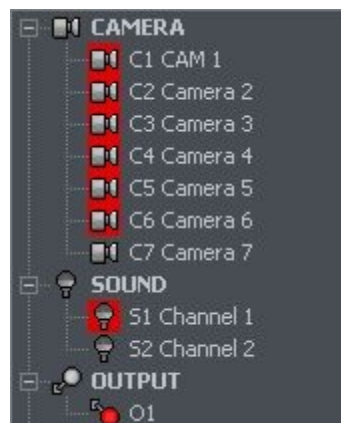 CAMERA
C1 CAM 1
C2 Camera 2
C3 Camera 3
C4 Camera 4
C5 Camera 5
C6 Camera 6
C7 Camera 7
SOUND
S1 Channel 1
S2 Channel 2
OUTPUT
O1